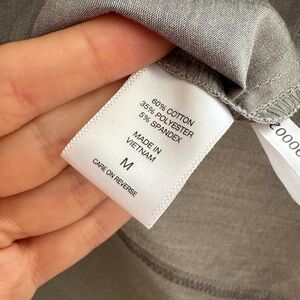 60% COTTON
35% POLYESTER
5% SPANDEX
MADE IN
VIETNAM
M
CARE ON REVERSE